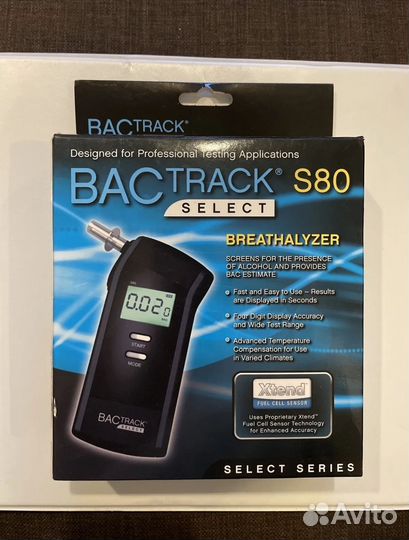 BACTRACK®
Designed for Professional Testing Applications
BACTRACK® S80
SELECT
BREATHALYZER
SCREENS FOR THE PRESENCE
OF ALCOHOL AND PROVIDES
BAC ESTIMATE
• Fast and Easy to Use – Results
are Displayed in Seconds
• Four Digit Display Accuracy
and Wide Test Range
• Advanced Temperature
Compensation for Use
in Varied Climates
0.020
START
MODE
BACTRACK®
SELECT
Xtend
FUEL CELL SENSOR
Uses Proprietary Xtend™
Fuel Cell Sensor Technology
for Enhanced Accuracy
SELECT SERIES
Avito